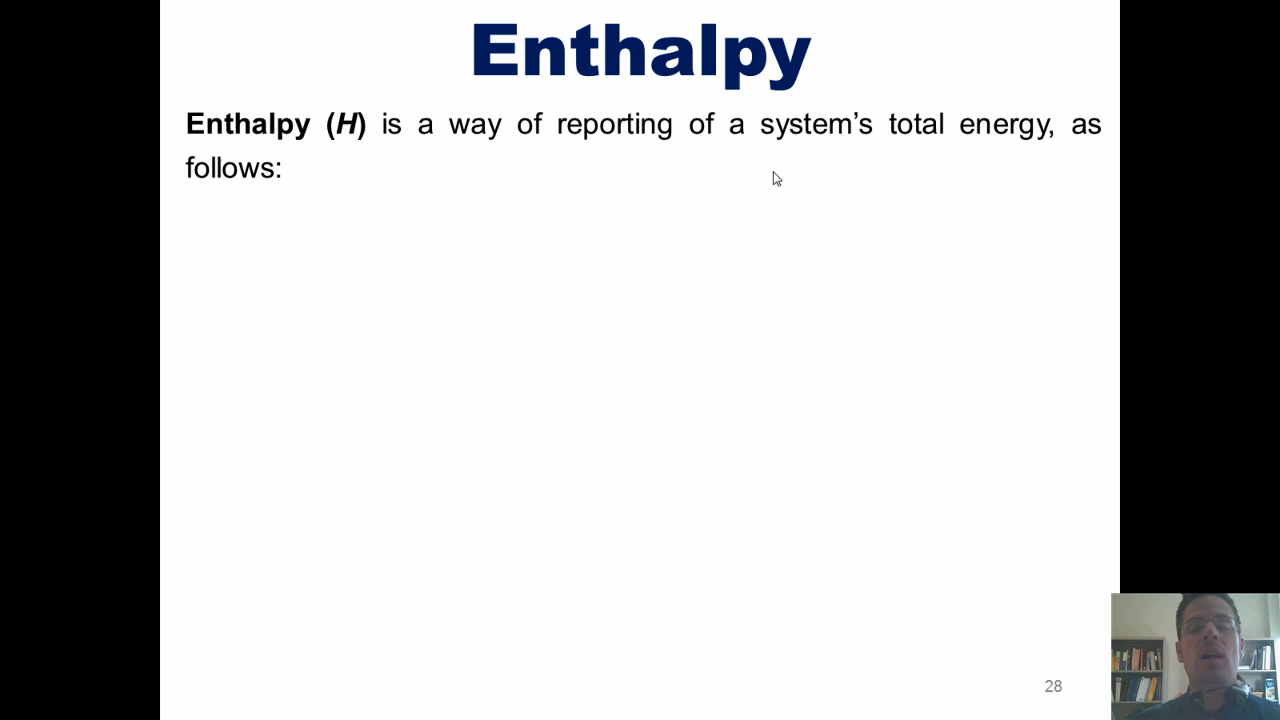 Enthalpy
Enthalpy (H) is a way of reporting of a system’s total energy, as
follows:
28